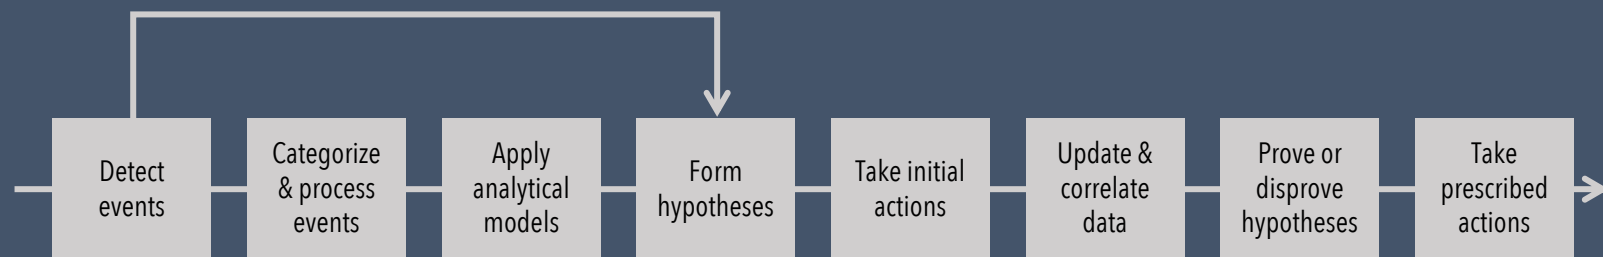 Detect
events
Categorize
& process
events
Apply
analytical
models
Form
hypotheses
Take initial
actions
Update &
correlate
data
Prove or
disprove
hypotheses
Take
prescribed
actions